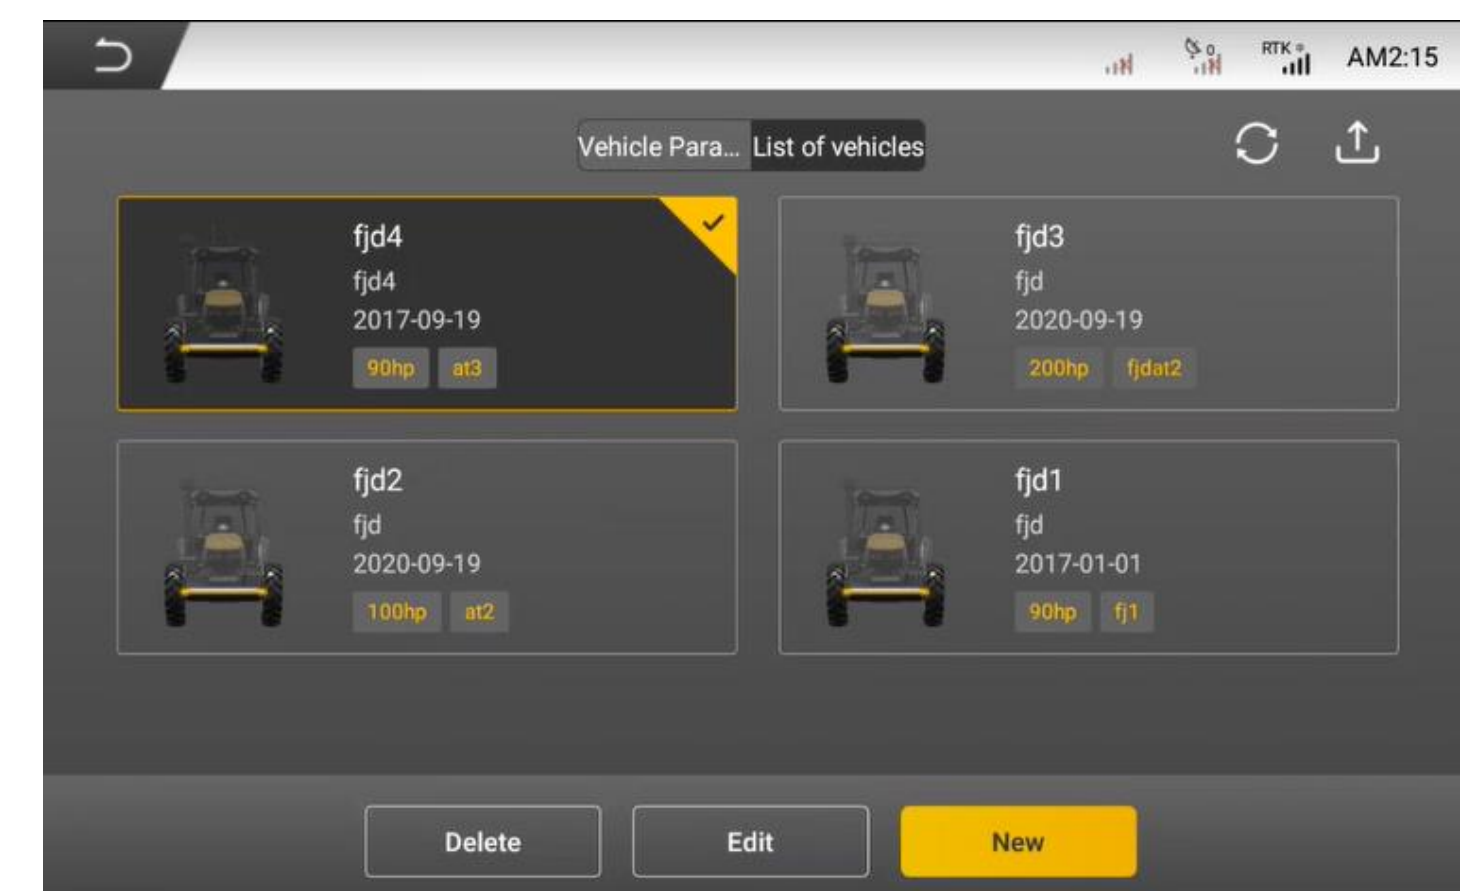 0
RTK
AM2:15
Vehicle Para... List of vehicles
fjd4
fjd4
2017-09-19
90hp at3
fjd3
fjd
2020-09-19
200hp fjdat2
fjd2
fjd
2020-09-19
100hp at2
fjd1
fjd
2017-01-01
90hp fj1
Delete Edit New